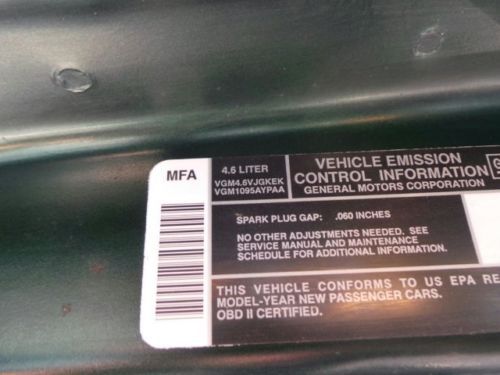 MFA
4.6 LITER
VGM4.6VJGKEK
VGM1095AYPAA
VEHICLE EMISSION
CONTROL INFORMATION
GENERAL MOTORS CORPORATION
SPARK PLUG GAP: .060 INCHES
NO OTHER ADJUSTMENTS NEEDED. SEE
SERVICE MANUAL AND MAINTENANCE
SCHEDULE FOR ADDITIONAL INFORMATION.
THIS VEHICLE CONFORMS TO US EPA RE
MODEL-YEAR NEW PASSENGER CARS.
OBD II CERTIFIED.